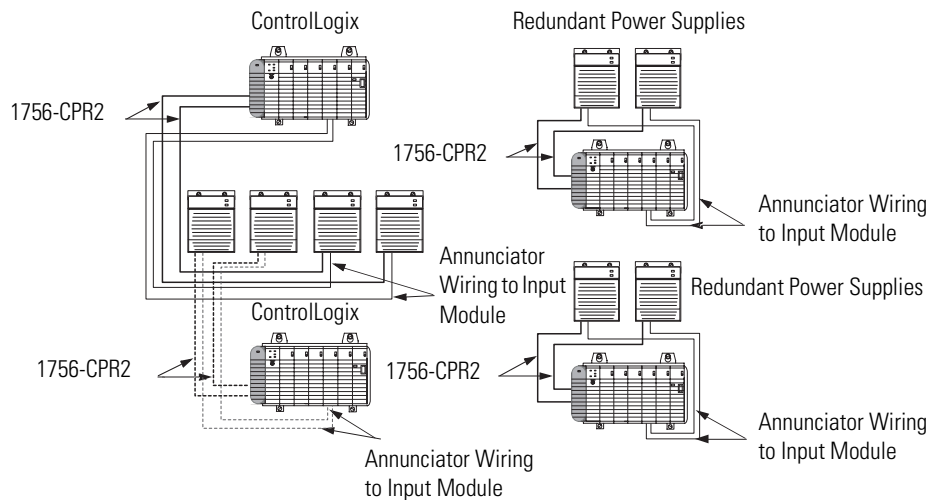 ControlLogix
1756-CPR2
Annunciator
Wiring to Input
Module
ControlLogix
1756-CPR2
Annunciator Wiring
to Input Module
Redundant Power Supplies
1756-CPR2
Annunciator Wiring
to Input Module
Redundant Power Supplies
1756-CPR2
Annunciator Wiring
to Input Module